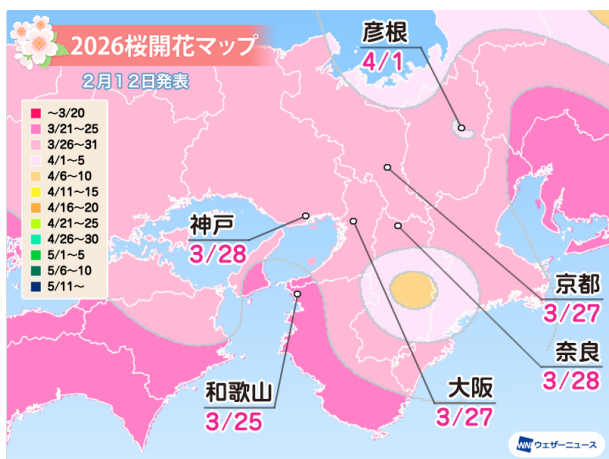 2026桜開花マップ
2月12日発表
～3/20
3/21～25
3/26～31
4/1～5
4/6～10
4/11～15
4/16～20
4/21～25
4/26～30
5/1～5
5/6～10
5/11～
彦根
4/1
神戸
3/28
京都
3/27
奈良
3/28
大阪
3/27
和歌山
3/25
WN ウェザーニュース